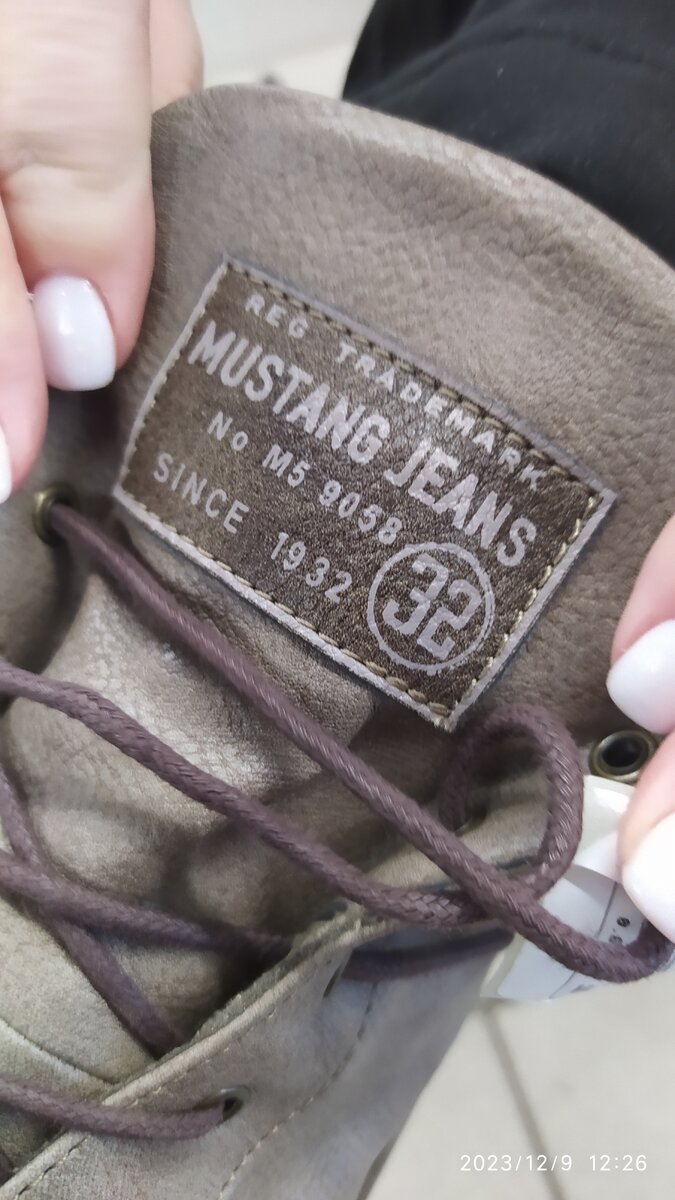 REG TRADEMARK
MUSTANG JEANS
No M5 9058
SINCE 1932 32
2023/12/9 12:26